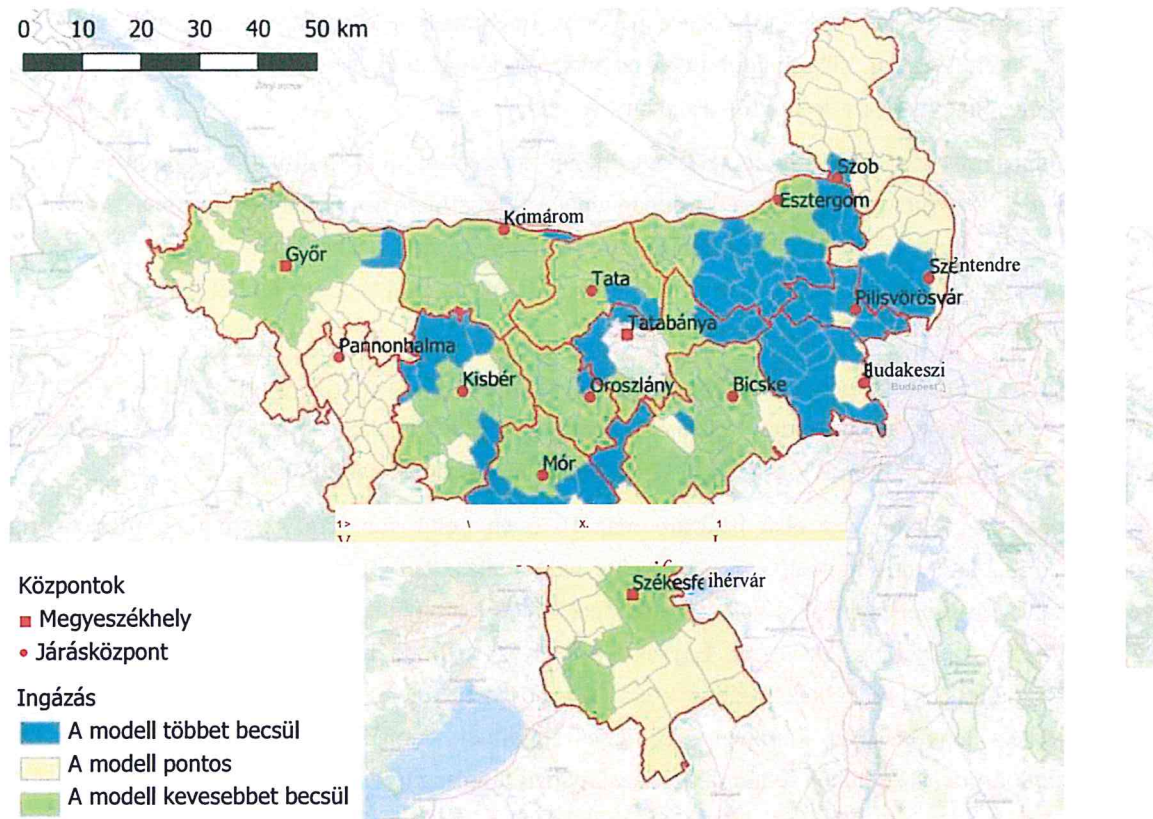 0 10 20 30 40 50 km
Szob
Esztergom
Komárom
Győr
Szentendre
Tata
Pilisvörösvár
Tatabánya
Pannonhalma
Budakeszi
Kisbér
Oroszlány
Bicske
Budapest
Mór
Székesfehérvár
Központok
Megyeszékhely
Járásközpont
Ingázás
A modell többet becsül
A modell pontos
A modell kevesebbet becsül